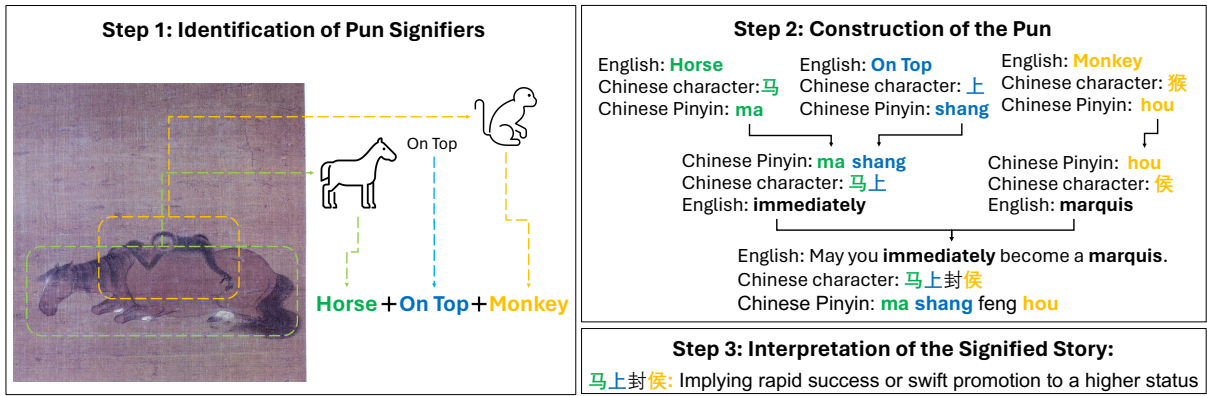 Step 1: Identification of Pun Signifiers
On Top
Horse+On Top+Monkey
Step 2: Construction of the Pun
English: Horse
Chinese character:马
Chinese Pinyin: ma
English: On Top
Chinese character: 上
Chinese Pinyin: shang
English: Monkey
Chinese character: 猴
Chinese Pinyin: hou
Chinese Pinyin: ma shang
Chinese character: 马上
English: immediately
Chinese Pinyin: hou
Chinese character: 侯
English: marquis
English: May you immediately become a marquis.
Chinese character: 马上封侯
Chinese Pinyin: ma shang feng hou
Step 3: Interpretation of the Signified Story:
马上封侯: Implying rapid success or swift promotion to a higher status